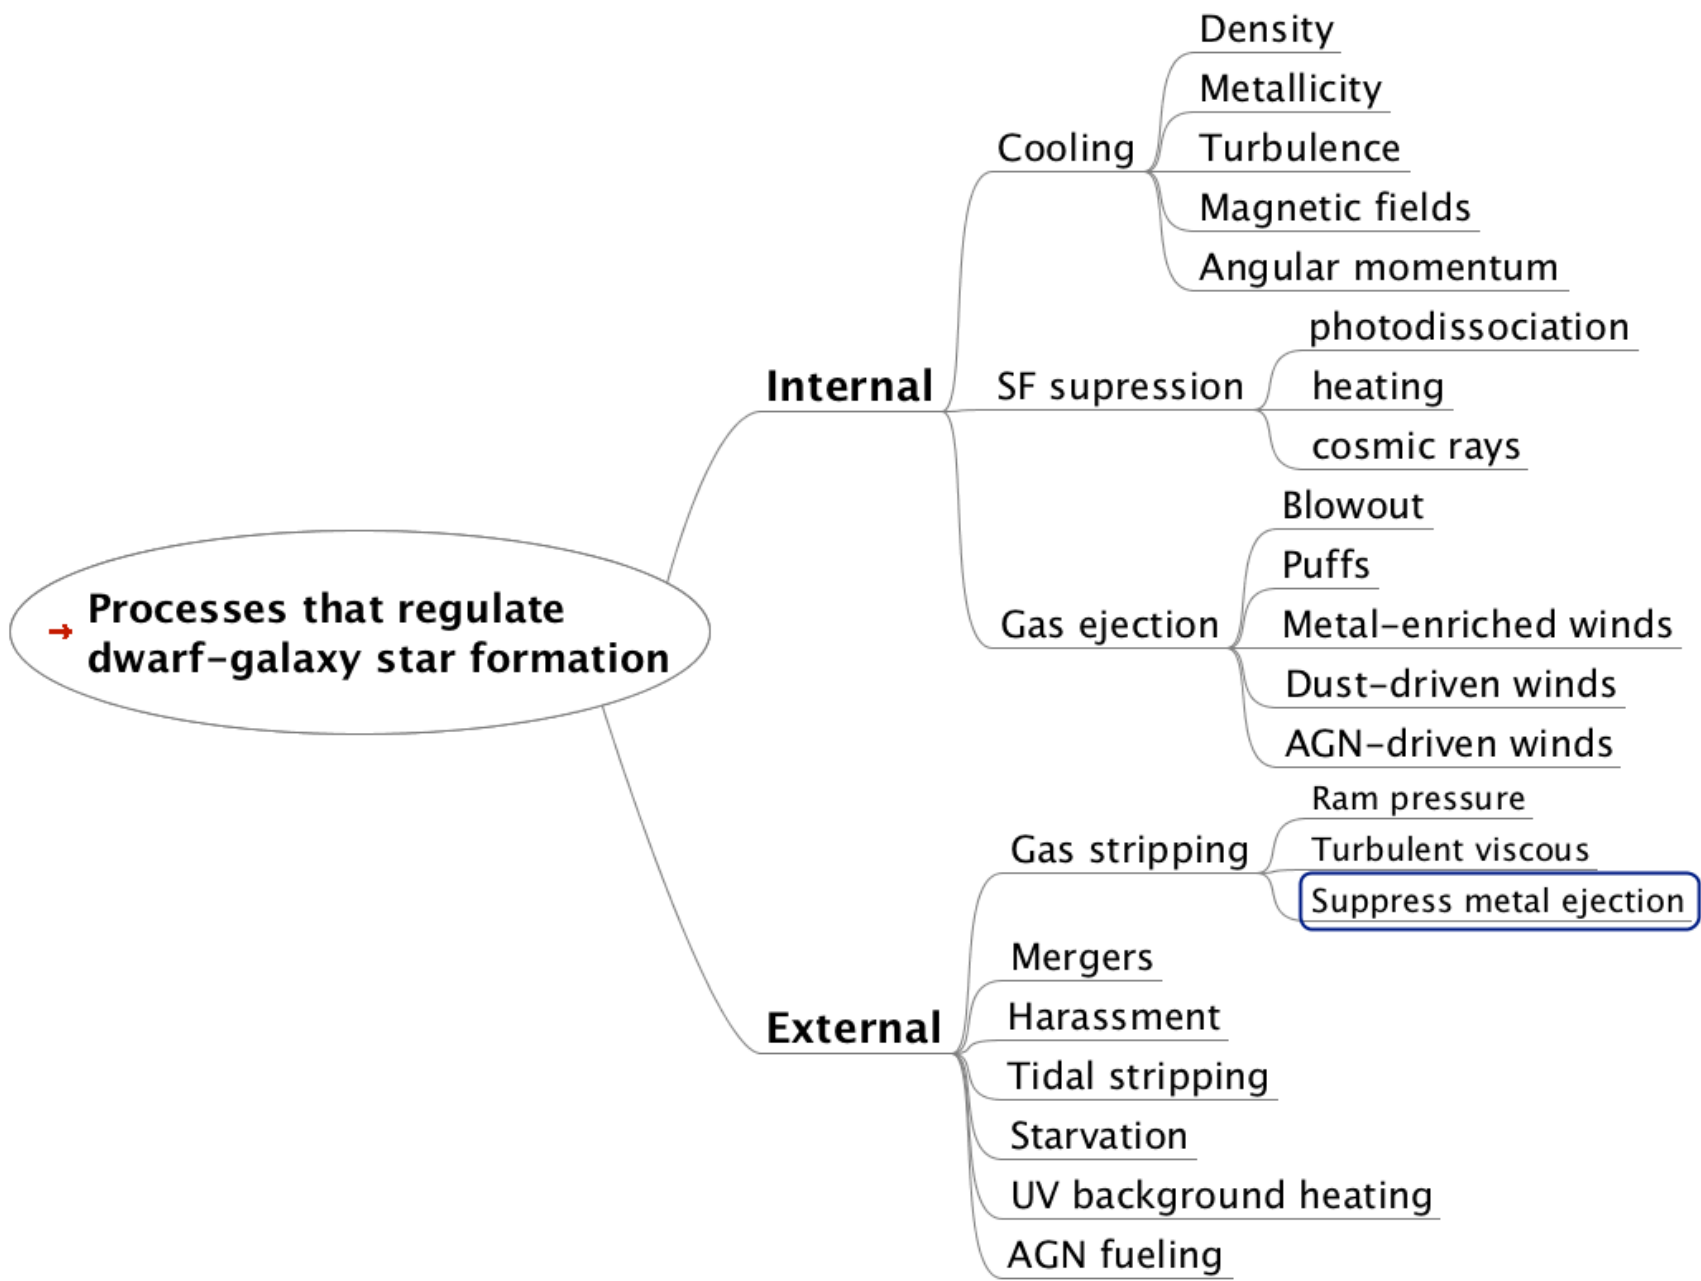 Density
Metallicity
Cooling
Turbulence
Magnetic fields
Angular momentum
photodissociation
Internal
SF supression
heating
cosmic rays
Blowout
Puffs
Gas ejection
Metal-enriched winds
Dust-driven winds
AGN-driven winds
Processes that regulate
dwarf-galaxy star formation
Ram pressure
Gas stripping
Turbulent viscous
Suppress metal ejection
Mergers
Harassment
External
Tidal stripping
Starvation
UV background heating
AGN fueling